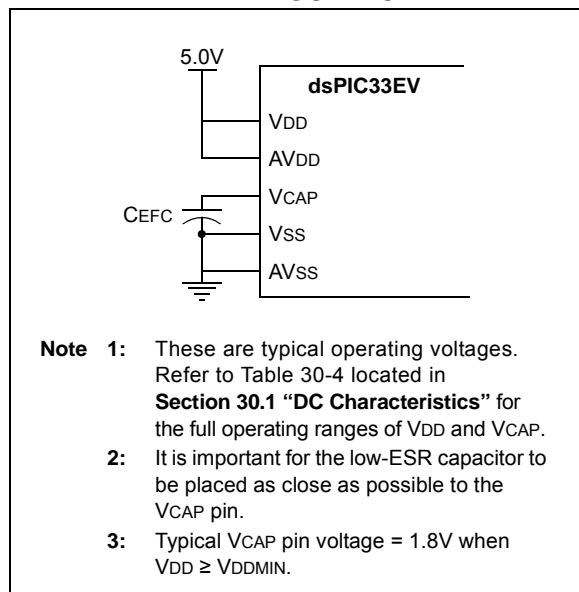 5.0V
dsPIC33EV
VDD
AVDD
VCAP
CEFC
VSS
AVSS
Note 1: These are typical operating voltages.
Refer to Table 30-4 located in
Section 30.1 “DC Characteristics” for
the full operating ranges of VDD and VCAP.
2: It is important for the low-ESR capacitor to
be placed as close as possible to the
VCAP pin.
3: Typical VCAP pin voltage = 1.8V when
VDD ≥ VDDMIN.